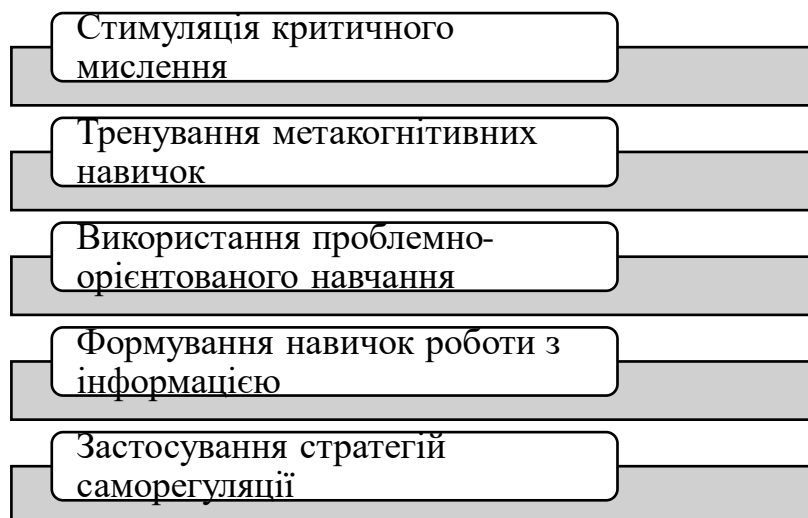 Стимуляція критичного
мислення
Тренування метакогнітивних
навичок
Використання проблемно-
орієнтованого навчання
Формування навичок роботи з
інформацією
Застосування стратегій
саморегуляції